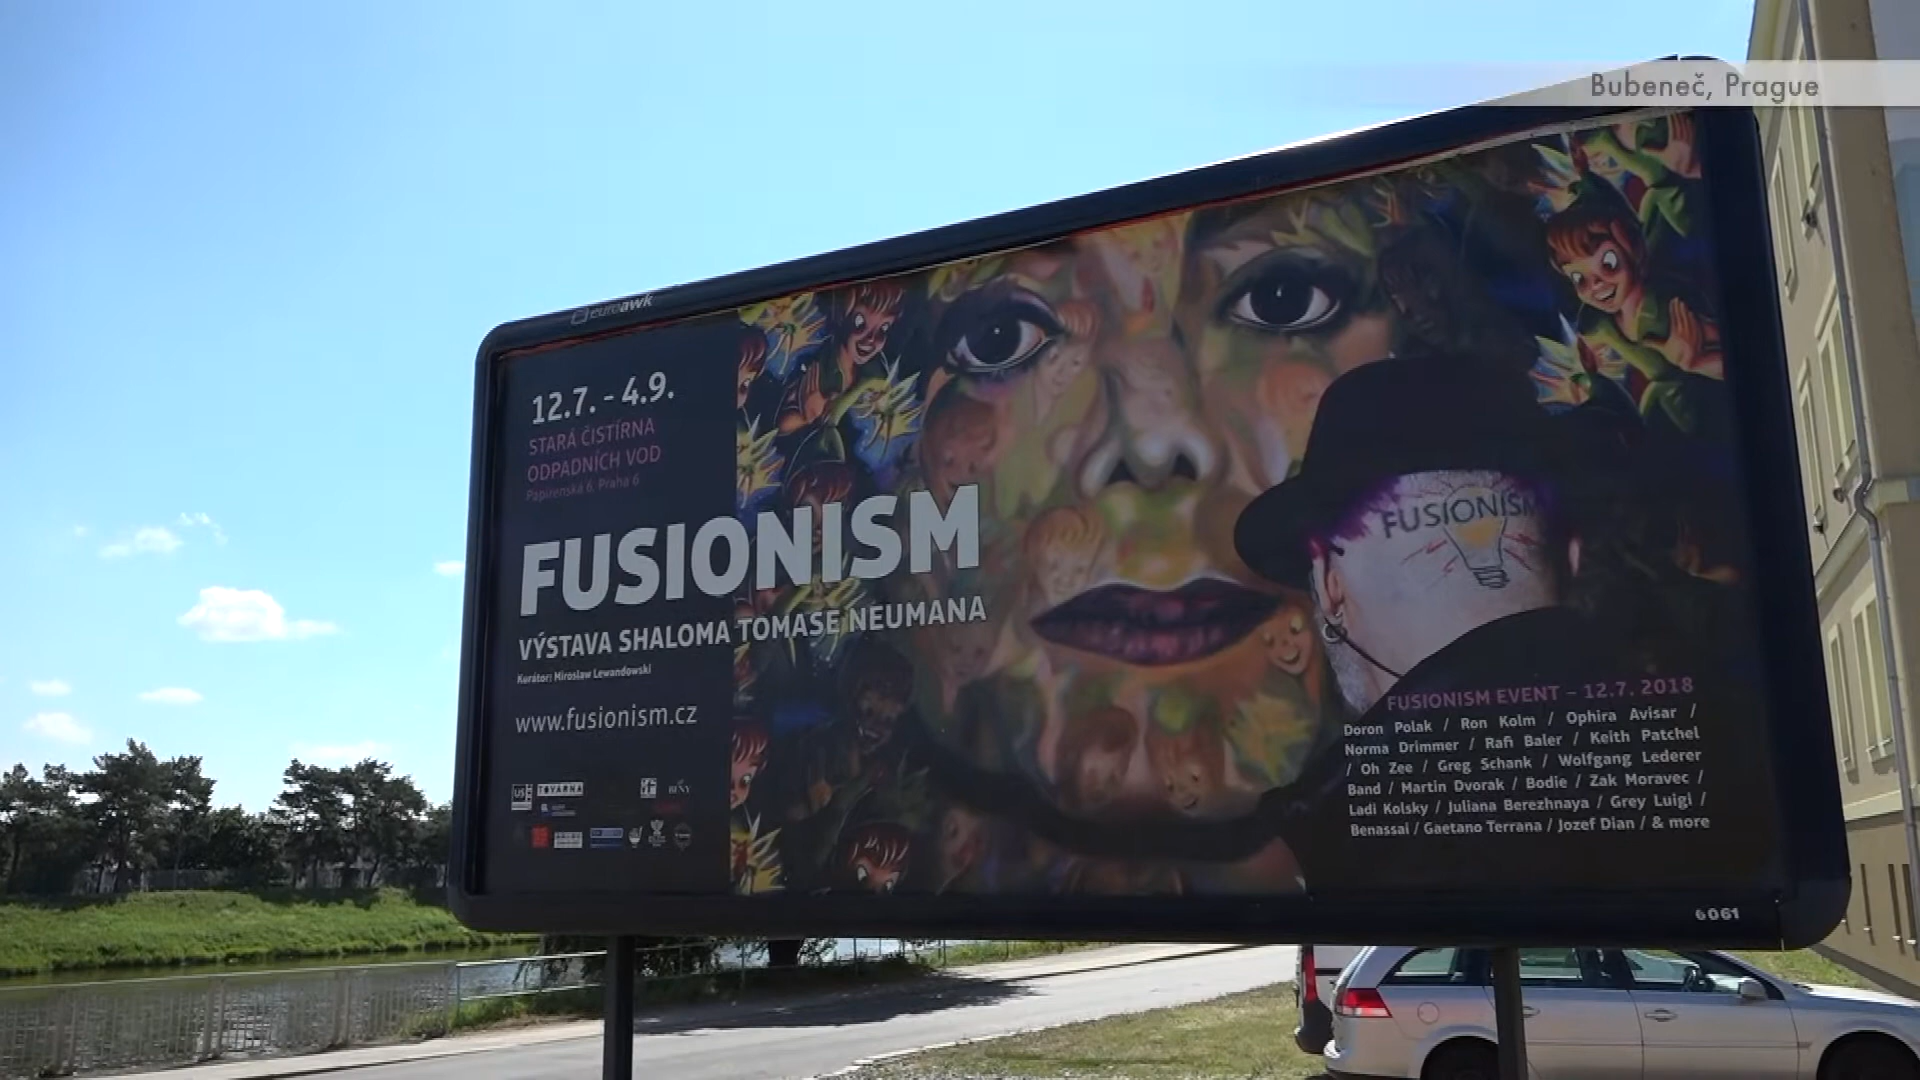 Bubeneč, Prague
euroawk
12.7. - 4.9.
STARÁ ČISTÍRNA
ODPADNÍCH VOD
Papírenská 6, Praha 6
FUSIONISM
VÝSTAVA SHALOMA TOMASE NEUMANA
Kurátor: Miroslaw Lewandowski
www.fusionism.cz
FUSIONISM
FUSIONISM EVENT – 12.7. 2018
Doron Polak / Ron Kolm / Ophira Avisar /
Norma Drimmer / Rafi Baler / Keith Patchel
/ Oh Zee / Greg Schank / Wolfgang Lederer
Band / Martin Dvorak / Bodie / Zak Moravec /
Ladi Kolsky / Juliana Berezhnaya / Grey Luigi /
Benassai / Gaetano Terrana / Jozef Dian / & more
TOVÁRNA
6061